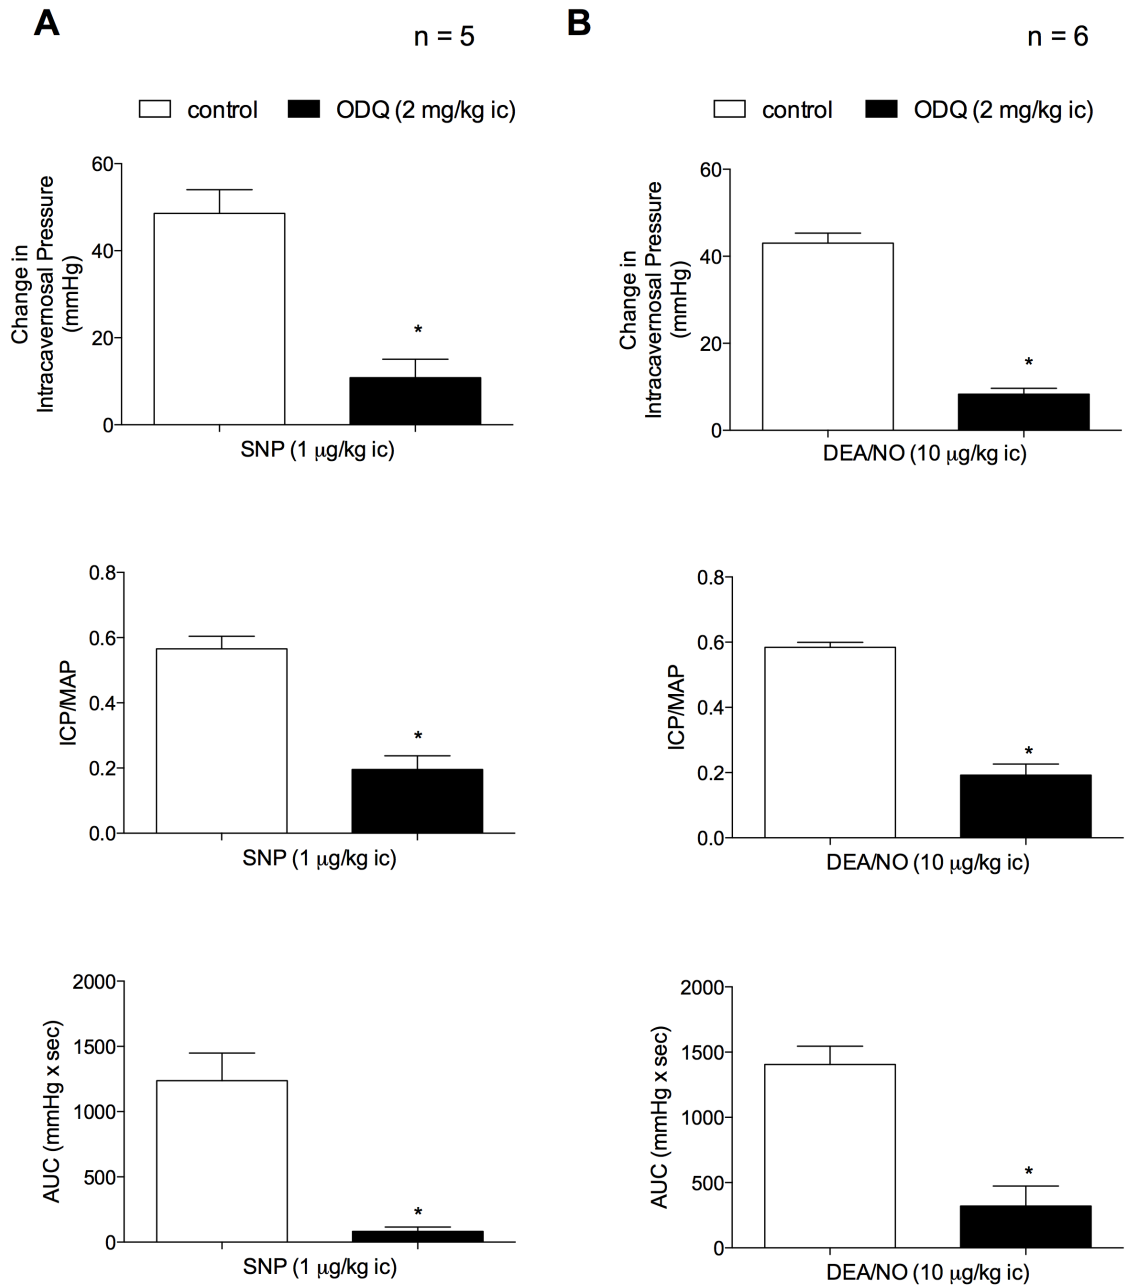 A
n = 5
control
ODQ (2 mg/kg ic)
Change in
Intracavernosal Pressure
(mmHg)
60
40
20
0
*
SNP (1 μg/kg ic)
ICP/MAP
0.8
0.6
0.4
0.2
0.0
*
SNP (1 μg/kg ic)
AUC (mmHg x sec)
2000
1500
1000
500
0
*
SNP (1 μg/kg ic)
B
n = 6
control
ODQ (2 mg/kg ic)
Change in
Intracavernosal Pressure
(mmHg)
60
40
20
0
*
DEA/NO (10 μg/kg ic)
ICP/MAP
0.8
0.6
0.4
0.2
0.0
*
DEA/NO (10 μg/kg ic)
AUC (mmHg x sec)
2000
1500
1000
500
0
*
DEA/NO (10 μg/kg ic)